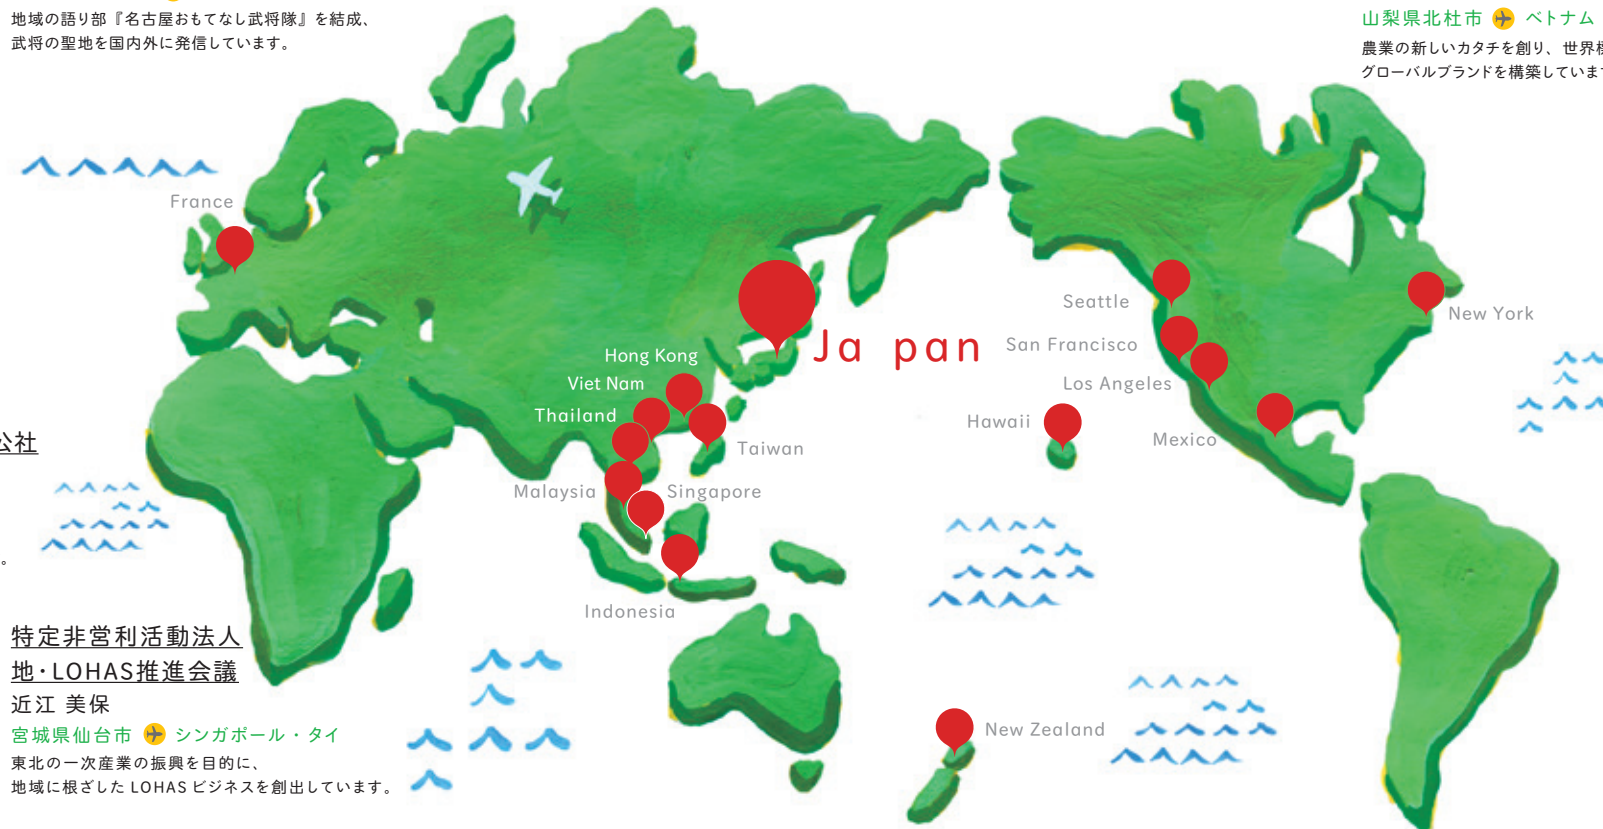 地域の語り部『名古屋おもてなし武将隊』を結成、
武将の聖地を国内外に発信しています。
山梨県北杜市 ベトナム
農業の新しいカタチを創り、世界標
グローバルブランドを構築しています
France
Japan
Seattle
New York
San Francisco
Los Angeles
Hong Kong
Viet Nam
Thailand
Hawaii
Mexico
Taiwan
公社
Malaysia
Singapore
。
Indonesia
特定非営利活動法人
地・LOHAS推進会議
近江 美保
宮城県仙台市 シンガポール・タイ
東北の一次産業の振興を目的に、
地域に根ざした LOHAS ビジネスを創出しています。
New Zealand